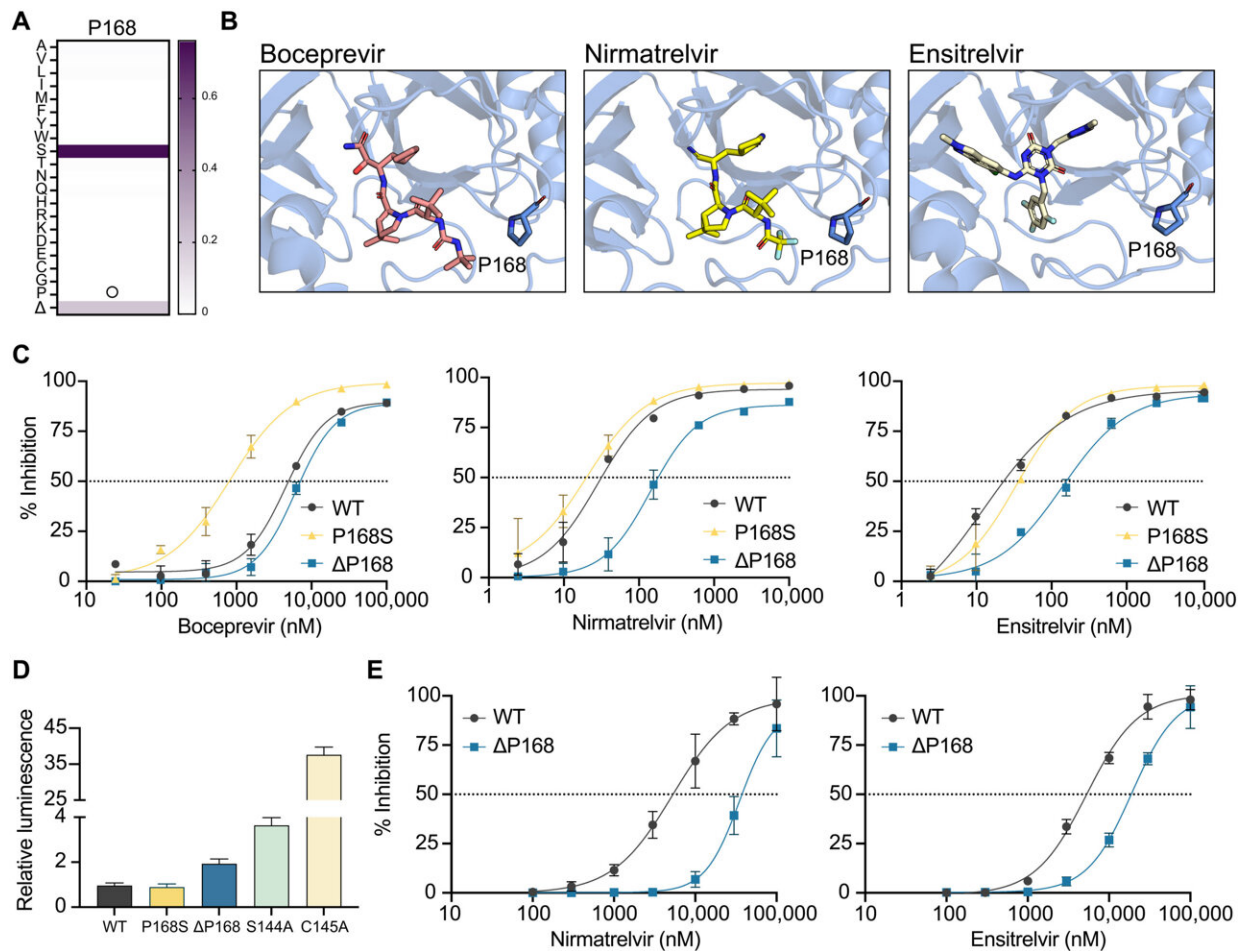 A
P168
A
V
L
I
M
F
Y
W
S
T
N
Q
H
R
K
D
E
C
G
P
Δ
0.6
0.4
0.2
0
B
Boceprevir
Nirmatrelvir
Ensitrelvir
P168
P168
P168
C
% Inhibition
100
75
50
25
0
WT
P168S
ΔP168
10 100 1000 10,000 100,000
Boceprevir (nM)
100
75
50
25
0
WT
P168S
ΔP168
1 10 100 1000 10,000
Nirmatrelvir (nM)
100
75
50
25
0
WT
P168S
ΔP168
1 10 100 1000 10,000
Ensitrelvir (nM)
D
Relative luminescence
45
35
25
4
2
0
WT P168S ΔP168 S144A C145A
E
% Inhibition
100
75
50
25
0
WT
ΔP168
10 100 1000 10,000 100,000
Nirmatrelvir (nM)
100
75
50
25
0
WT
ΔP168
10 100 1000 10,000 100,000
Ensitrelvir (nM)